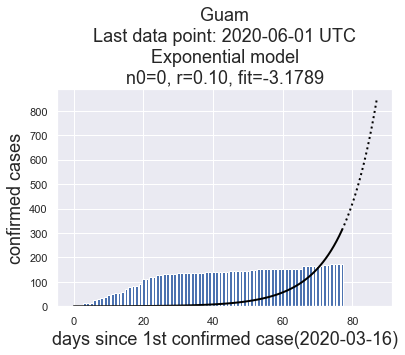 Guam
Last data point: 2020-06-01 UTC
Exponential model
n0=0, r=0.10, fit=-3.1789
800
700
600
500
400
300
200
100
0
confirmed cases
0 20 40 60 80
days since 1st confirmed case(2020-03-16)